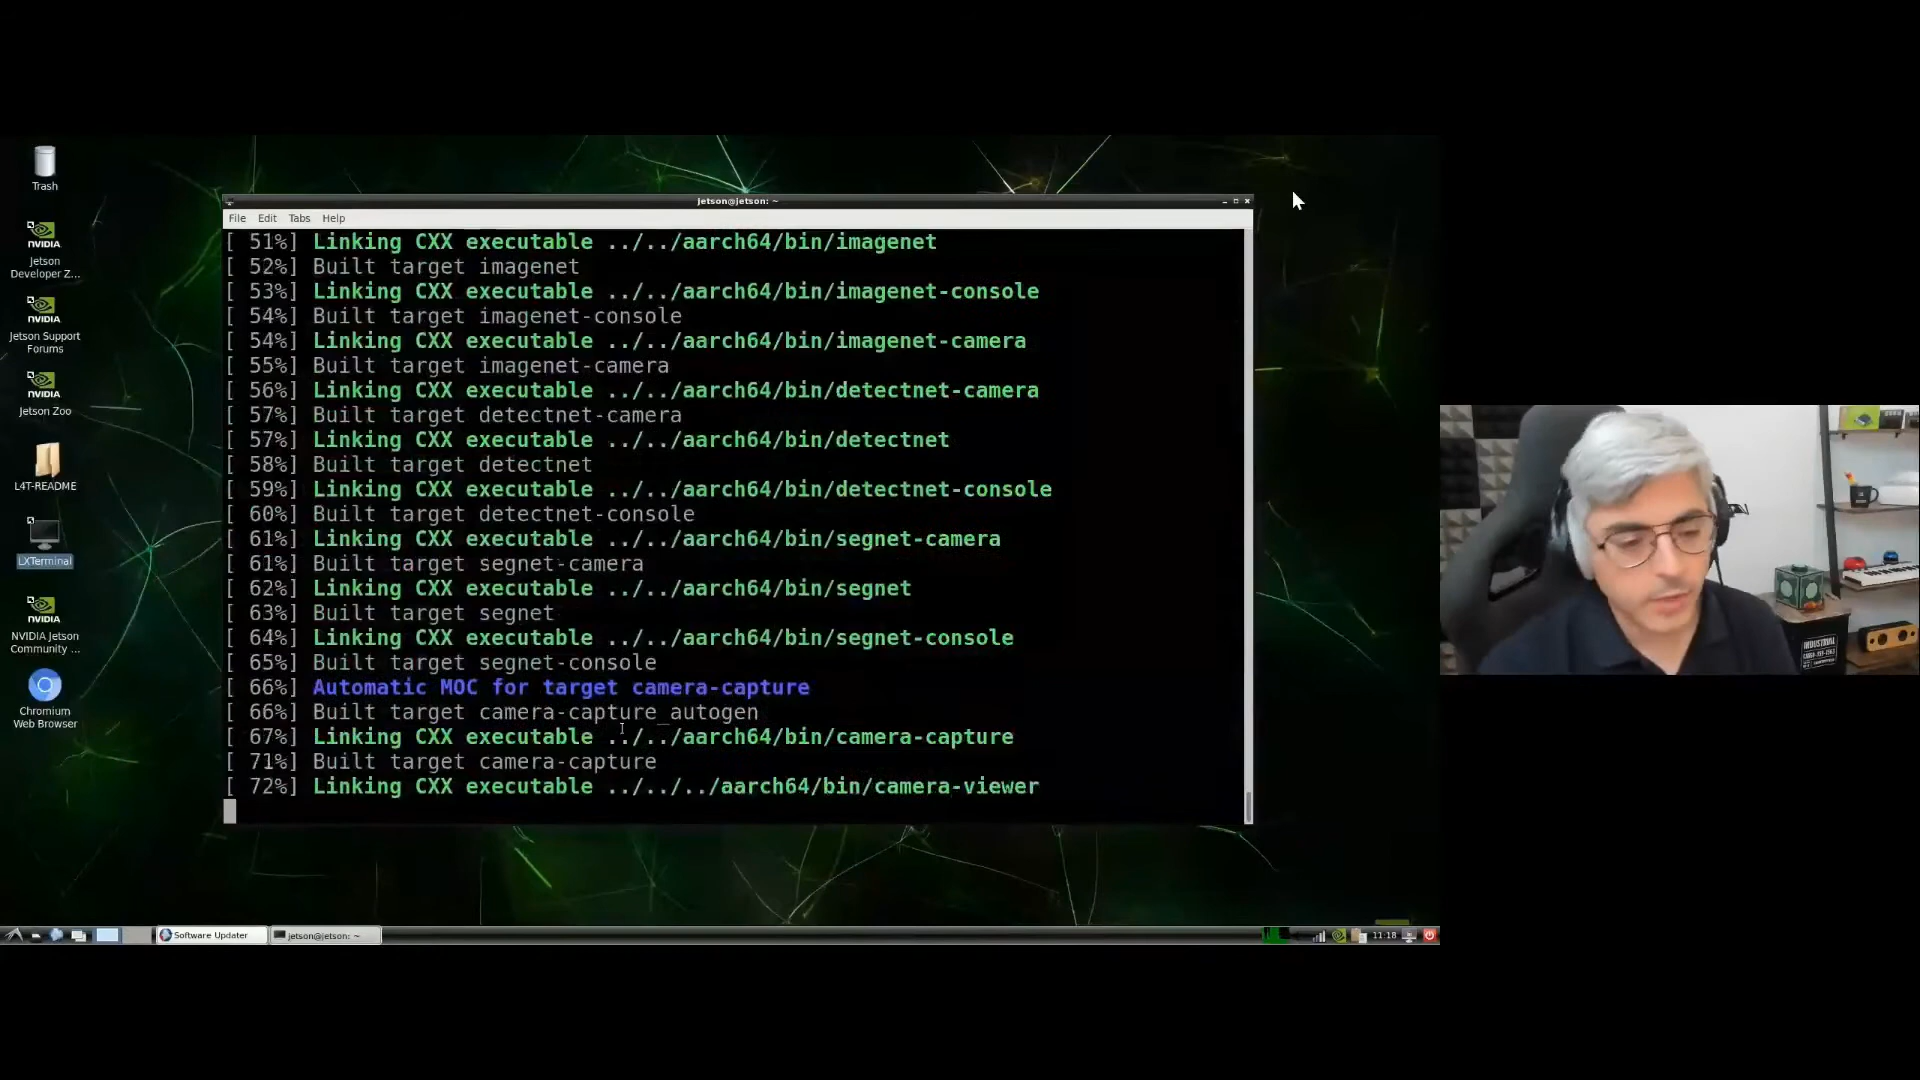 Trash
NVIDIA
Jetson
Developer Z...
NVIDIA
Jetson Support
Forums
NVIDIA
Jetson Zoo
L4T-README
LXTerminal
NVIDIA
NVIDIA Jetson
Community ...
Chromium
Web Browser
jetson@jetson: ~
File Edit Tabs Help
[ 51%] Linking CXX executable ../../aarch64/bin/imagenet
[ 52%] Built target imagenet
[ 53%] Linking CXX executable ../../aarch64/bin/imagenet-console
[ 54%] Built target imagenet-console
[ 54%] Linking CXX executable ../../aarch64/bin/imagenet-camera
[ 55%] Built target imagenet-camera
[ 56%] Linking CXX executable ../../aarch64/bin/detectnet-camera
[ 57%] Built target detectnet-camera
[ 57%] Linking CXX executable ../../aarch64/bin/detectnet
[ 58%] Built target detectnet
[ 59%] Linking CXX executable ../../aarch64/bin/detectnet-console
[ 60%] Built target detectnet-console
[ 61%] Linking CXX executable ../../aarch64/bin/segnet-camera
[ 61%] Built target segnet-camera
[ 62%] Linking CXX executable ../../aarch64/bin/segnet
[ 63%] Built target segnet
[ 64%] Linking CXX executable ../../aarch64/bin/segnet-console
[ 65%] Built target segnet-console
[ 66%] Automatic MOC for target camera-capture
[ 66%] Built target camera-capture_autogen
[ 67%] Linking CXX executable ../../aarch64/bin/camera-capture
[ 71%] Built target camera-capture
[ 72%] Linking CXX executable ../../../aarch64/bin/camera-viewer
INDUSTRIAL
Software Updater
jetson@jetson: ~
11:18